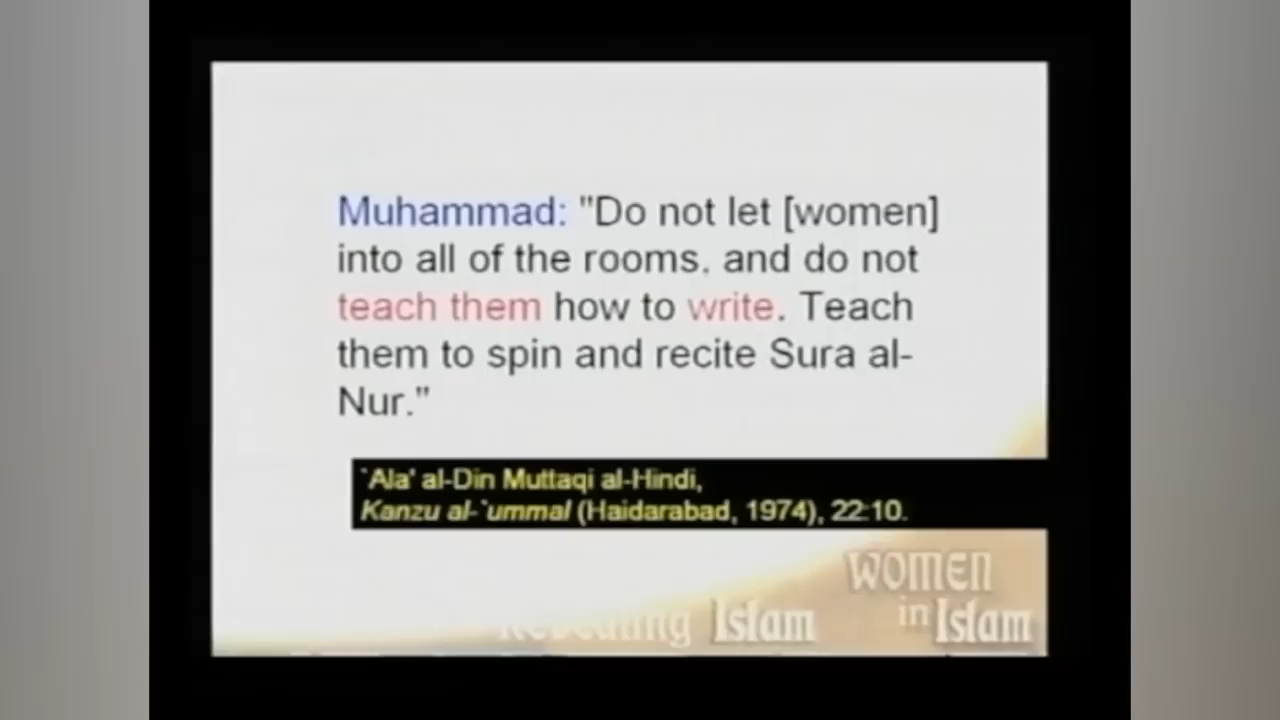 Muhammad: "Do not let [women]
into all of the rooms, and do not
teach them how to write. Teach
them to spin and recite Sura al-
Nur."
`Ala' al-Din Muttaqi al-Hindi,
Kanzu al-`ummal (Haidarabad, 1974), 22:10.
WOMEN
in Islam
Revealing Islam